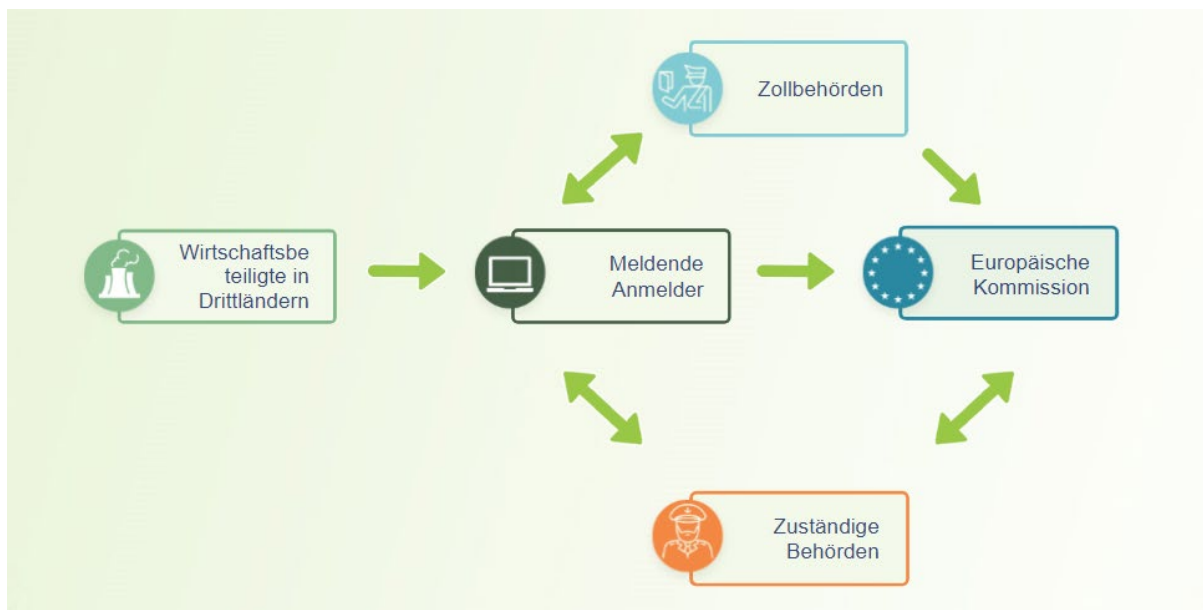 Zollbehörden
Wirtschaftsbe
teiligte in
Drittländern
Meldende
Anmelder
Europäische
Kommission
Zuständige
Behörden